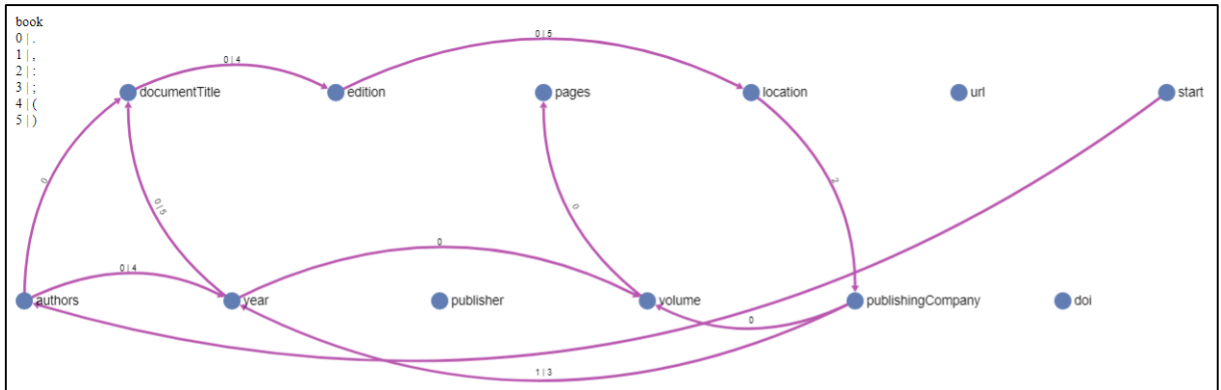 book
0 | .
1 | ,
2 | :
3 | ;
4 | (
5 | )
0 | 5
0 | 4
documentTitle
edition
pages
location
url
start
0
0 | 5
0
2
0 | 4
0
authors
year
publisher
volume
publishingCompany
doi
0
1 | 3